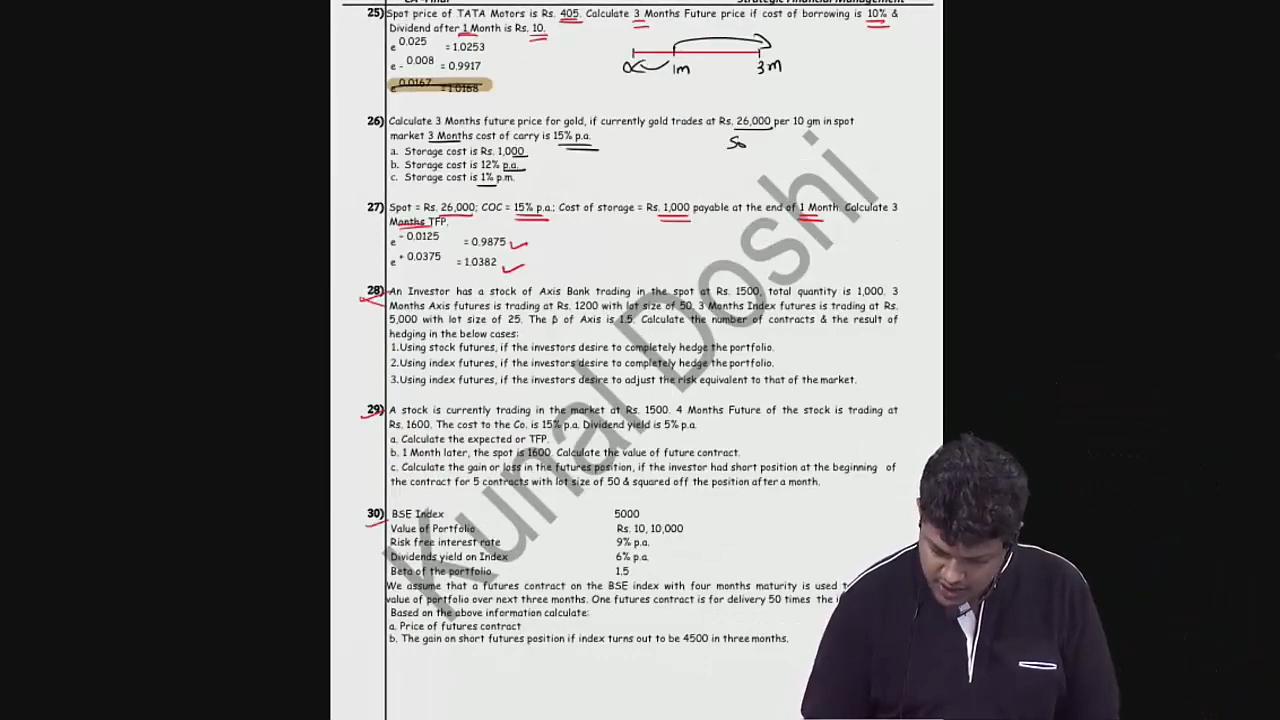 CA -Final Strategic Financial Management
25) Spot price of TATA Motors is Rs. 405. Calculate 3 Months Future price if cost of borrowing is 10% &
Dividend after 1 Month is Rs. 10.
e 0.025 = 1.0253
e - 0.008 = 0.9917
e 0.0167 = 1.0168
1m 3m
26) Calculate 3 Months future price for gold, if currently gold trades at Rs. 26,000 per 10 gm in spot
market 3 Months cost of carry is 15% p.a.
So
a. Storage cost is Rs. 1,000
b. Storage cost is 12% p.a.
c. Storage cost is 1% p.m.
27) Spot = Rs. 26,000; COC = 15% p.a.; Cost of storage = Rs. 1,000 payable at the end of 1 Month. Calculate 3
Months TFP.
e - 0.0125 = 0.9875
e + 0.0375 = 1.0382
28) An Investor has a stock of Axis Bank trading in the spot at Rs. 1500, total quantity is 1,000. 3
Months Axis futures is trading at Rs. 1200 with lot size of 50. 3 Months Index futures is trading at Rs.
5,000 with lot size of 25. The β of Axis is 1.5. Calculate the number of contracts & the result of
hedging in the below cases:
1.Using stock futures, if the investors desire to completely hedge the portfolio.
2.Using index futures, if the investors desire to completely hedge the portfolio.
3.Using index futures, if the investors desire to adjust the risk equivalent to that of the market.
29) A stock is currently trading in the market at Rs. 1500. 4 Months Future of the stock is trading at
Rs. 1600. The cost to the Co. is 15% p.a. Dividend yield is 5% p.a.
a. Calculate the expected or TFP.
b. 1 Month later, the spot is 1600. Calculate the value of future contract.
c. Calculate the gain or loss in the futures position, if the investor had short position at the beginning of
the contract for 5 contracts with lot size of 50 & squared off the position after a month.
30) BSE Index 5000
Value of Portfolio Rs. 10, 10,000
Risk free interest rate 9% p.a.
Dividends yield on Index 6% p.a.
Beta of the portfolio 1.5
We assume that a futures contract on the BSE index with four months maturity is used t
value of portfolio over next three months. One futures contract is for delivery 50 times the i
Based on the above information calculate:
a. Price of futures contract
b. The gain on short futures position if index turns out to be 4500 in three months.
Kunal Doshi